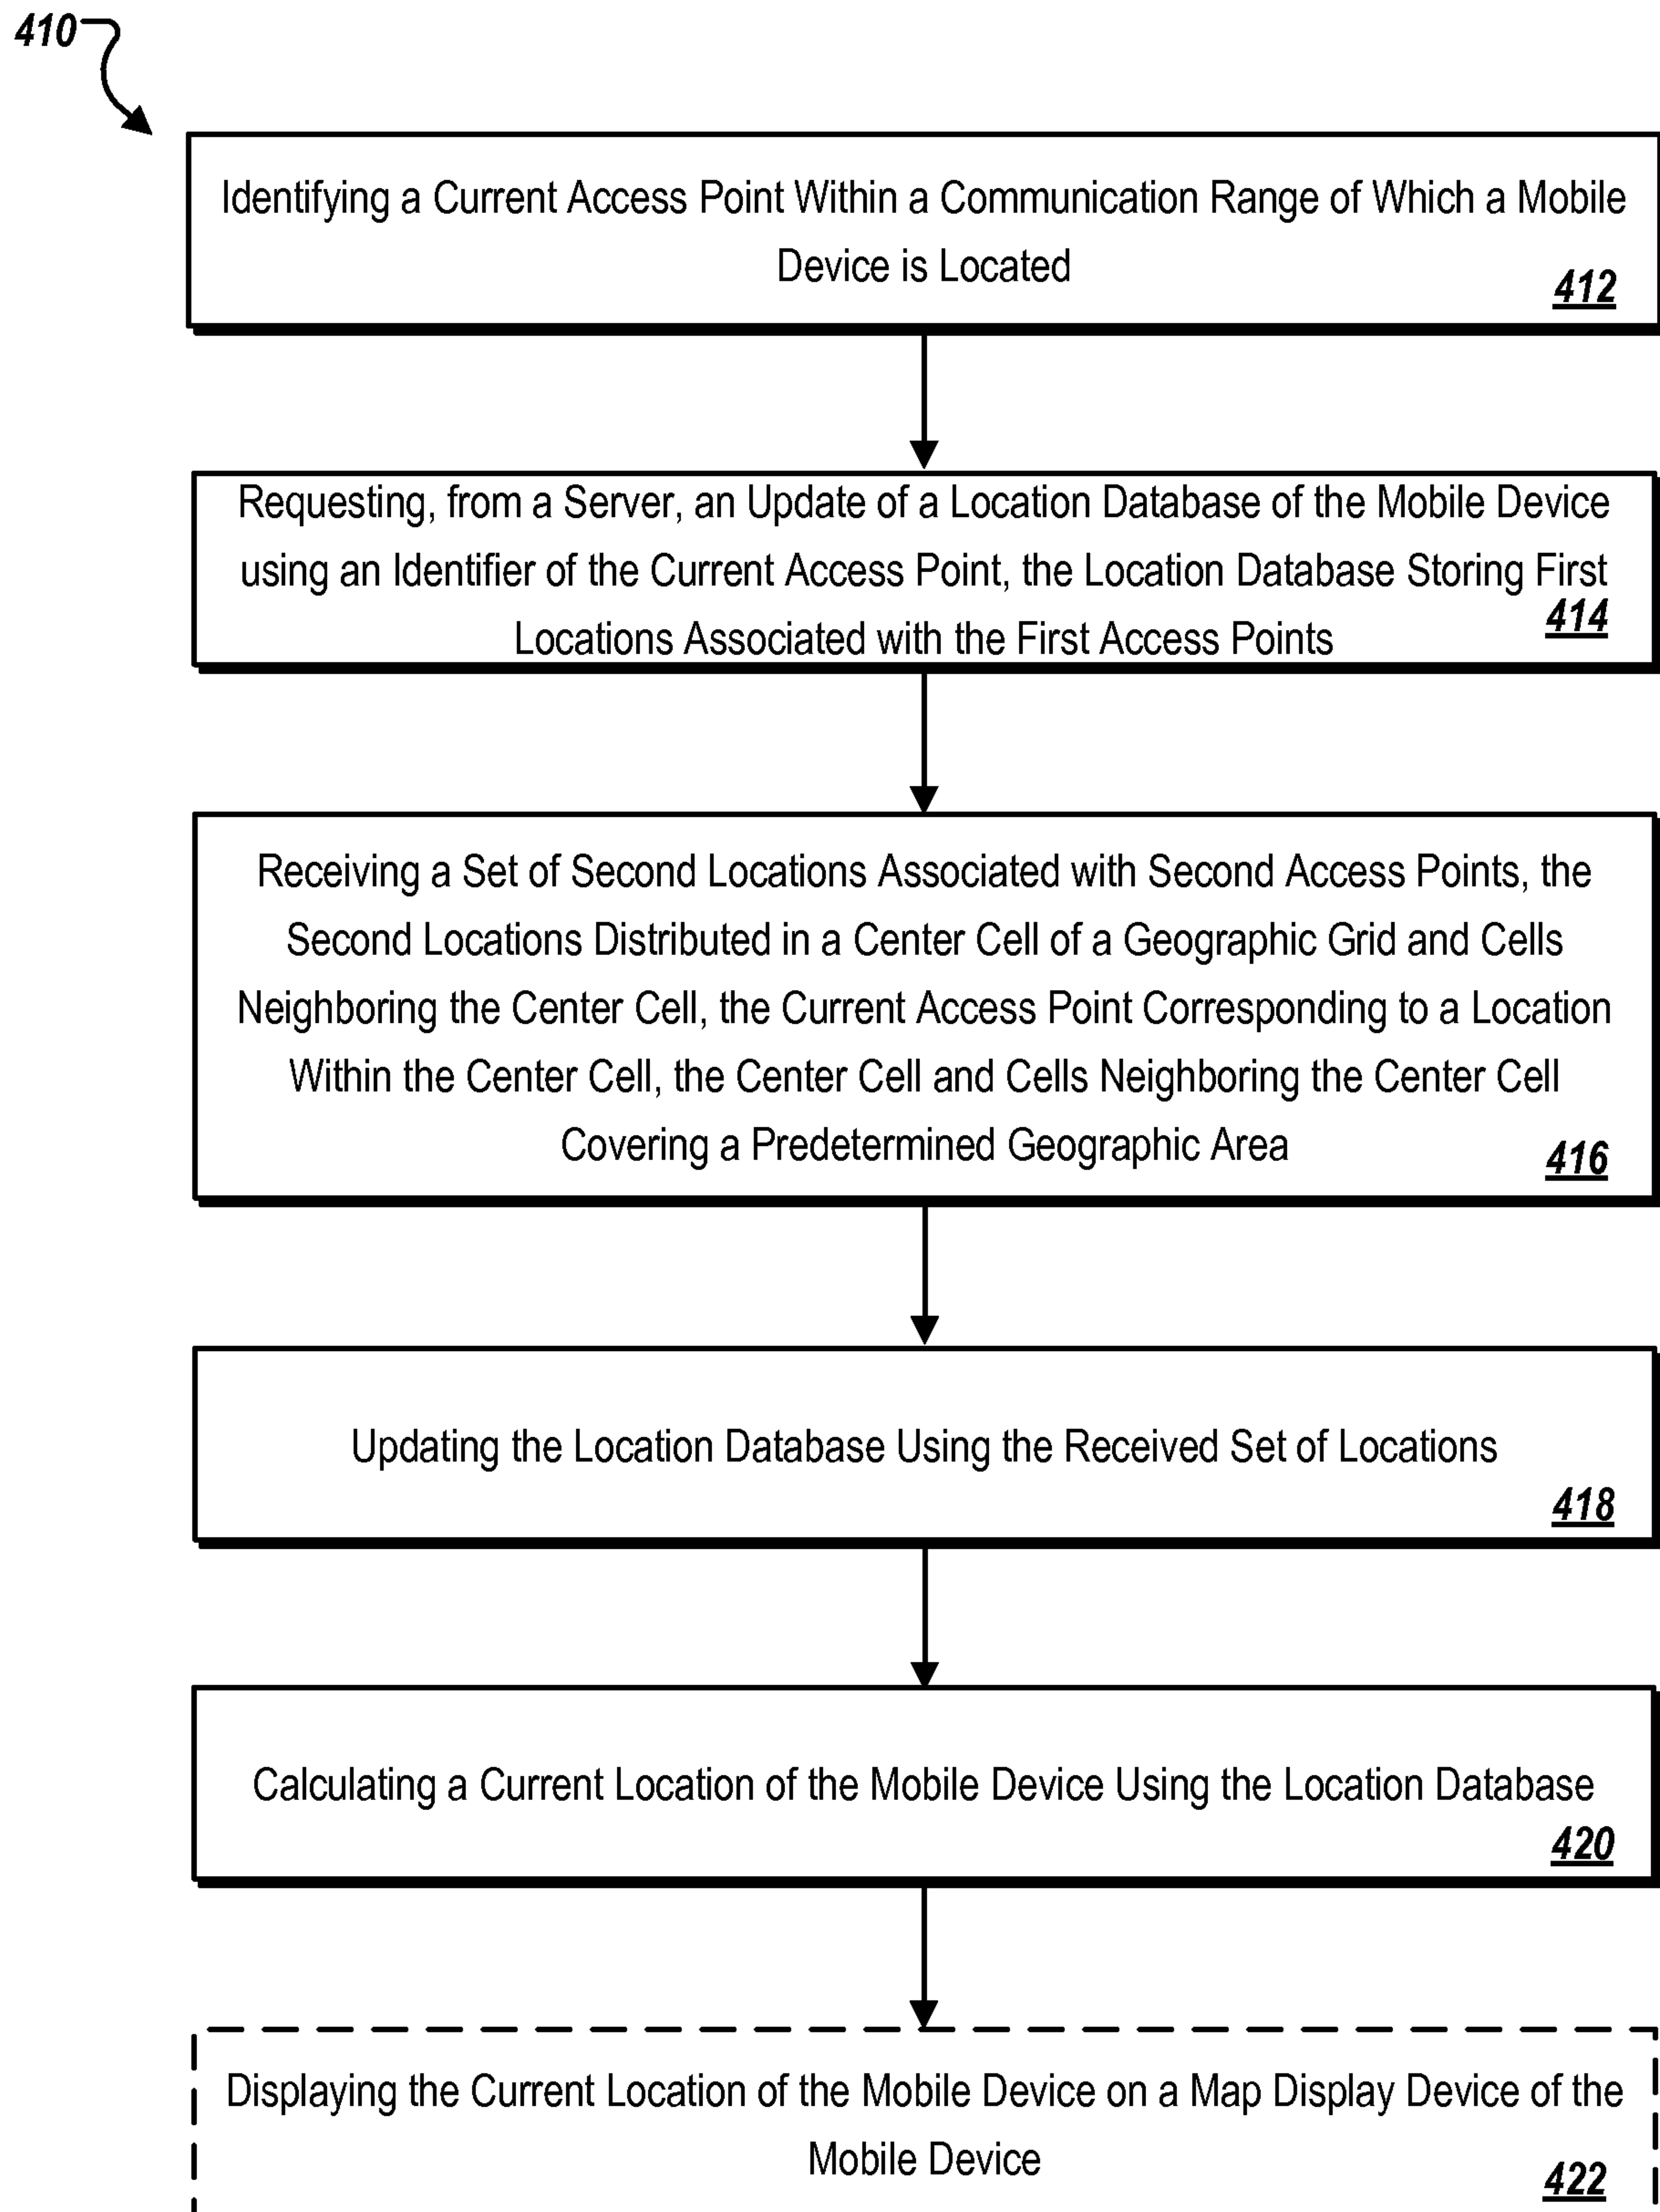 410
Identifying a Current Access Point Within a Communication Range of Which a Mobile
Device is Located
412
Requesting, from a Server, an Update of a Location Database of the Mobile Device
using an Identifier of the Current Access Point, the Location Database Storing First
Locations Associated with the First Access Points
414
Receiving a Set of Second Locations Associated with Second Access Points, the
Second Locations Distributed in a Center Cell of a Geographic Grid and Cells
Neighboring the Center Cell, the Current Access Point Corresponding to a Location
Within the Center Cell, the Center Cell and Cells Neighboring the Center Cell
Covering a Predetermined Geographic Area
416
Updating the Location Database Using the Received Set of Locations
418
Calculating a Current Location of the Mobile Device Using the Location Database
420
Displaying the Current Location of the Mobile Device on a Map Display Device of the
Mobile Device
422